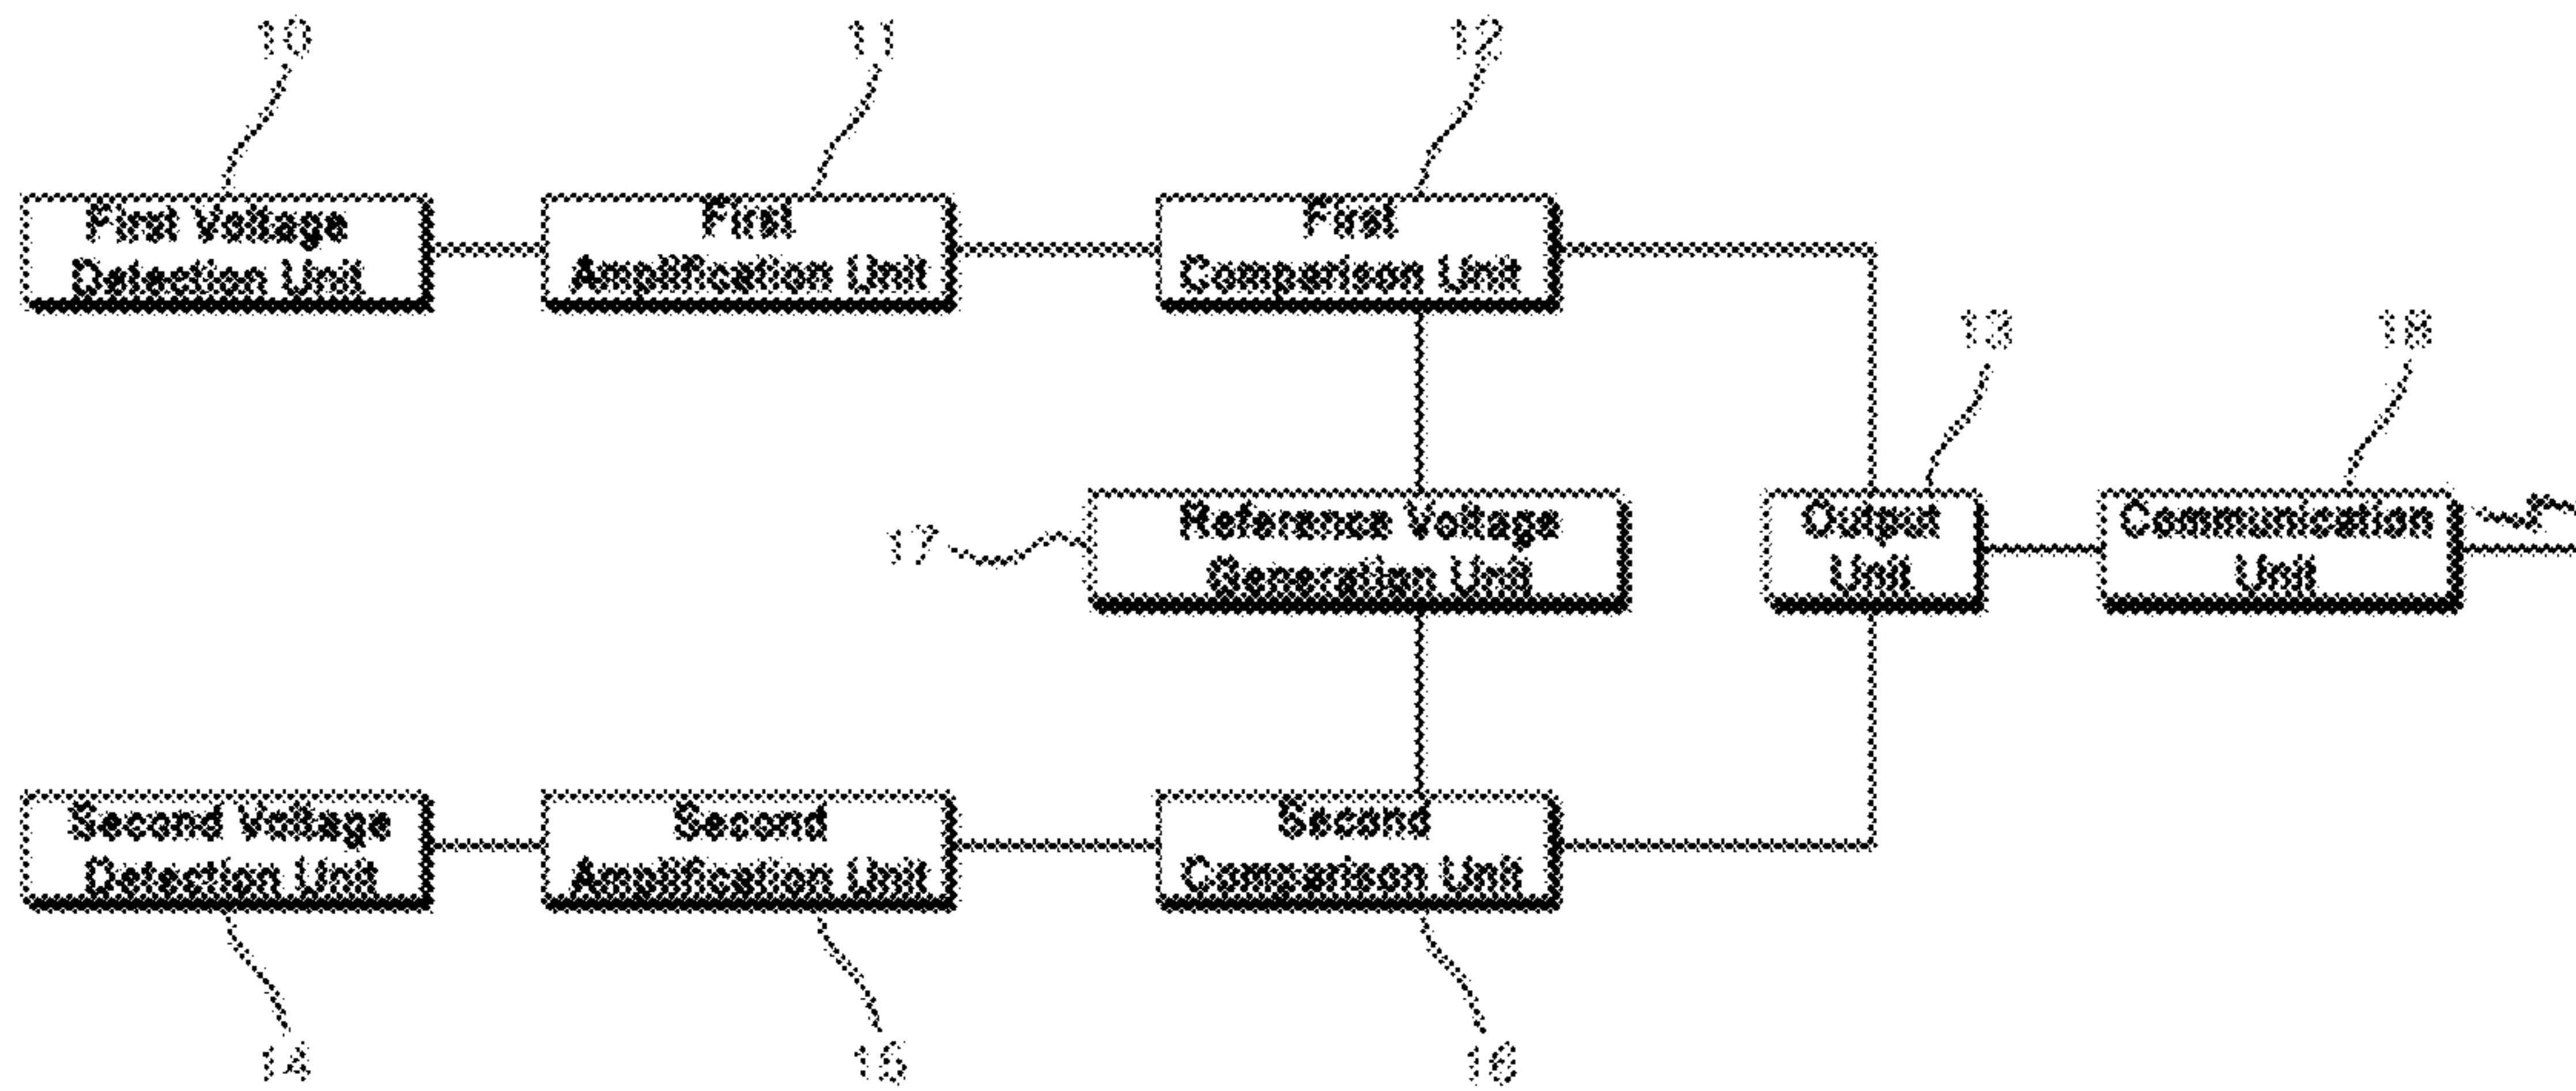 10
11
12
First Voltage
Detection Unit
First
Amplification Unit
First
Comparison Unit
13
18
17
Reference Voltage
Generation Unit
Output
Unit
Communication
Unit
Second Voltage
Detection Unit
Second
Amplification Unit
Second
Comparison Unit
14
15
16